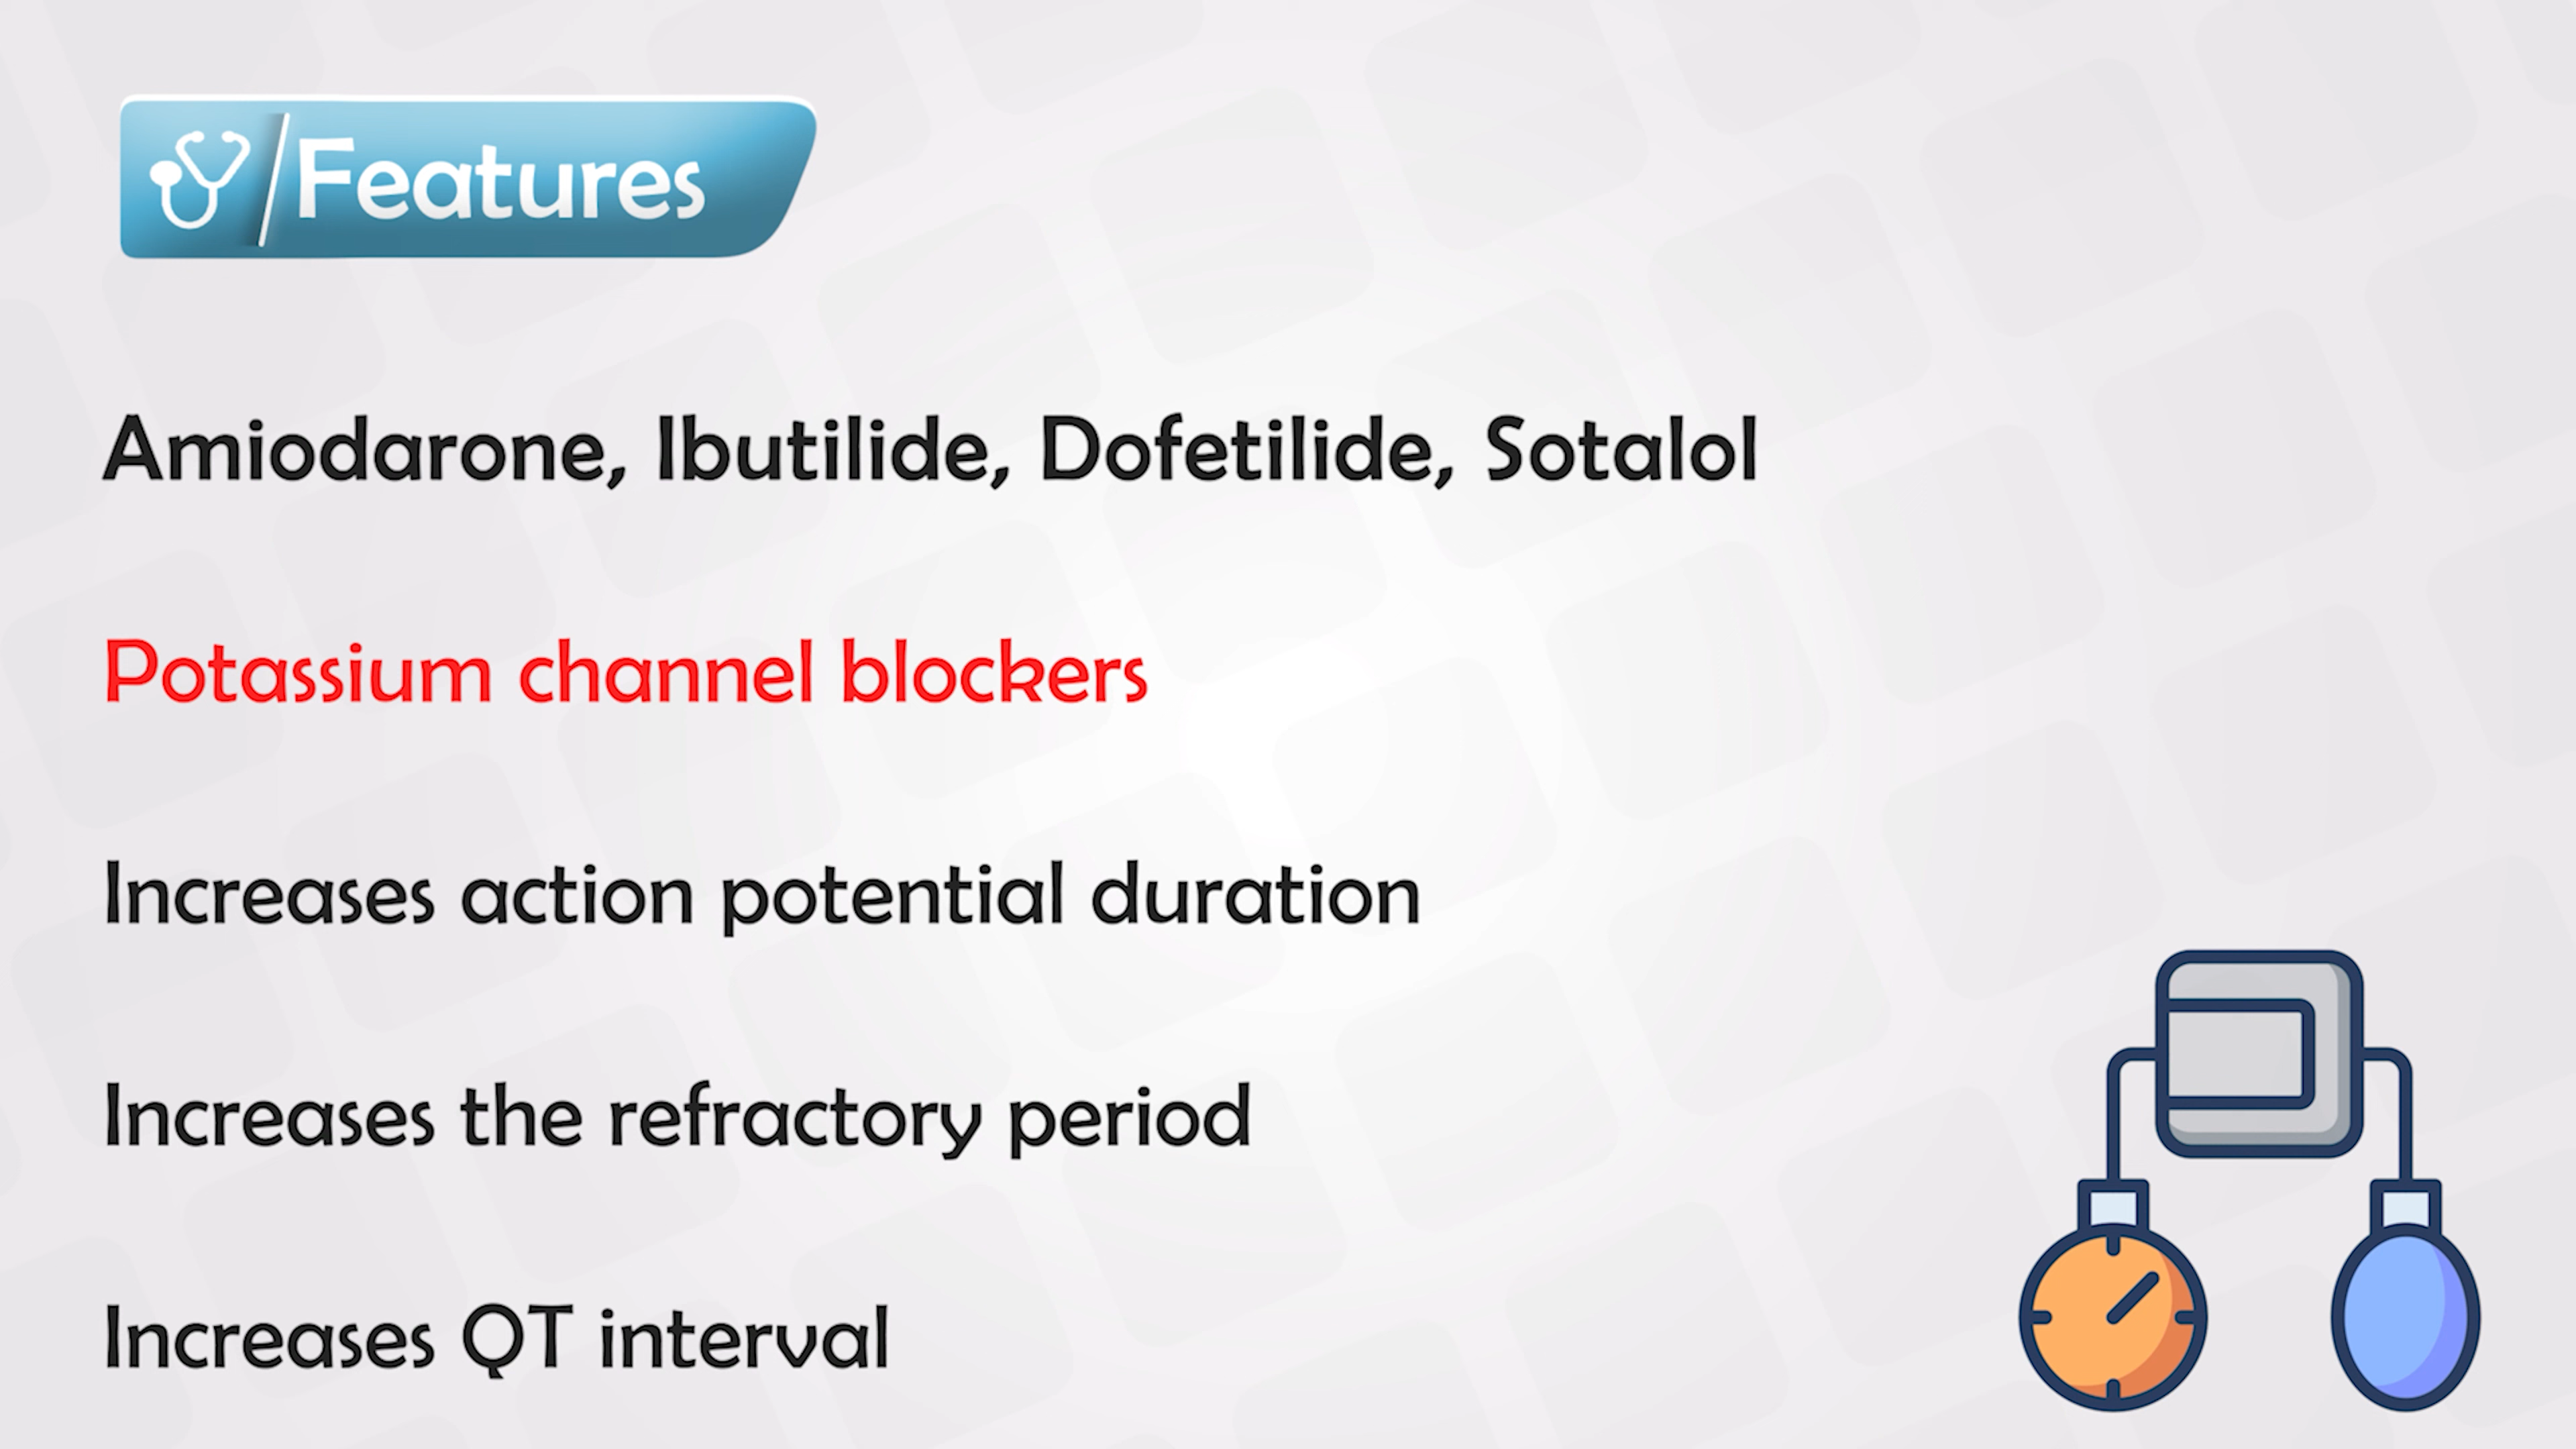 Features
Amiodarone, Ibutilide, Dofetilide, Sotalol
Potassium channel blockers
Increases action potential duration
Increases the refractory period
Increases QT interval